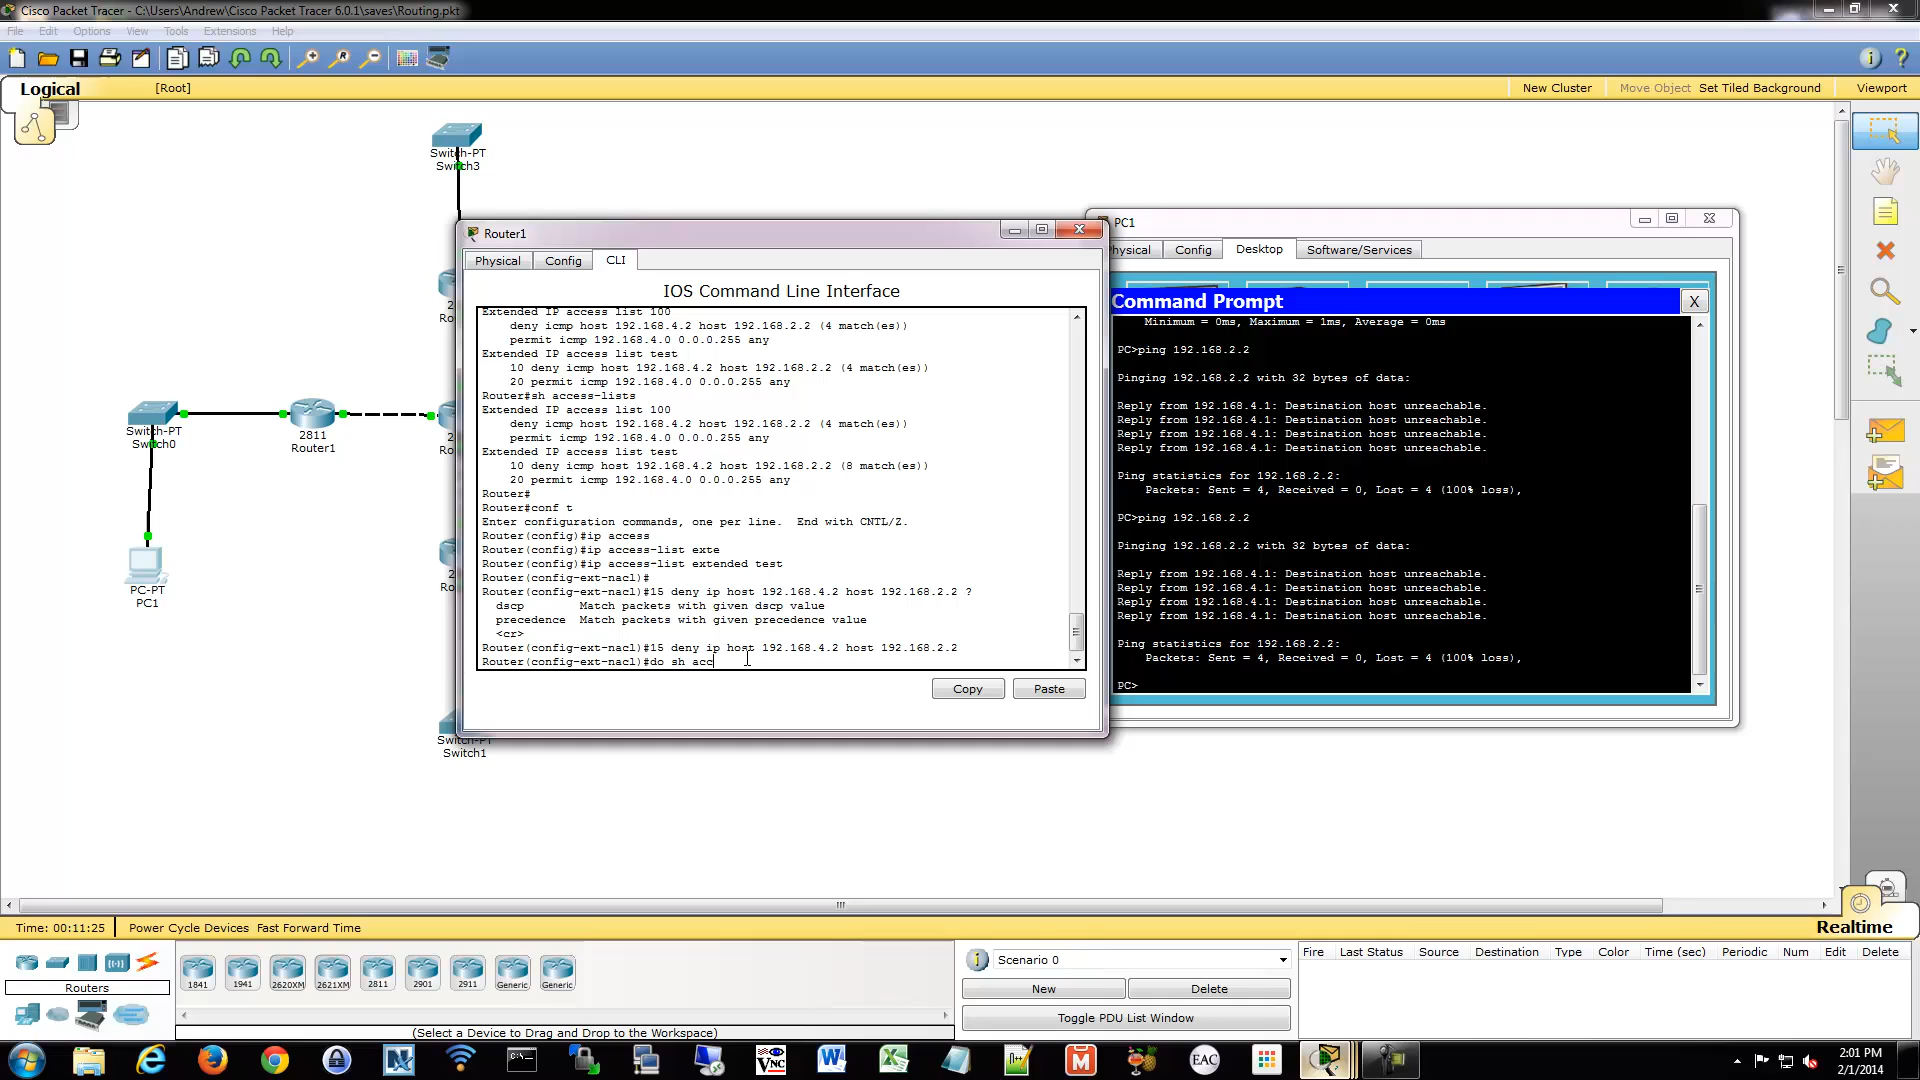 Cisco Packet Tracer - C:\Users\Andrew\Cisco Packet Tracer 6.0.1\saves\Routing.pkt
File Edit Options View Tools Extensions Help
Logical
[Root]
New Cluster
Move Object
Set Tiled Background
Viewport
Switch-PT
Switch3
Switch-PT
Switch0
2811
Router1
PC-PT
PC1
2
Ro
2
Ro
2
Ro
Switch-PT
Switch1
Router1
Physical
Config
CLI
IOS Command Line Interface
Extended IP access list 100
deny icmp host 192.168.4.2 host 192.168.2.2 (4 match(es))
permit icmp 192.168.4.0 0.0.0.255 any
Extended IP access list test
10 deny icmp host 192.168.4.2 host 192.168.2.2 (4 match(es))
20 permit icmp 192.168.4.0 0.0.0.255 any
Router#sh access-lists
Extended IP access list 100
deny icmp host 192.168.4.2 host 192.168.2.2 (4 match(es))
permit icmp 192.168.4.0 0.0.0.255 any
Extended IP access list test
10 deny icmp host 192.168.4.2 host 192.168.2.2 (8 match(es))
20 permit icmp 192.168.4.0 0.0.0.255 any
Router#
Router#conf t
Enter configuration commands, one per line.  End with CNTL/Z.
Router(config)#ip access
Router(config)#ip access-list exte
Router(config)#ip access-list extended test
Router(config-ext-nacl)#
Router(config-ext-nacl)#15 deny ip host 192.168.4.2 host 192.168.2.2 ?
dscp        Match packets with given dscp value
precedence  Match packets with given precedence value
<cr>
Router(config-ext-nacl)#15 deny ip host 192.168.4.2 host 192.168.2.2
Router(config-ext-nacl)#do sh acc
Copy
Paste
PC1
hysical
Config
Desktop
Software/Services
Command Prompt
X
Minimum = 0ms, Maximum = 1ms, Average = 0ms
PC>ping 192.168.2.2
Pinging 192.168.2.2 with 32 bytes of data:
Reply from 192.168.4.1: Destination host unreachable.
Reply from 192.168.4.1: Destination host unreachable.
Reply from 192.168.4.1: Destination host unreachable.
Reply from 192.168.4.1: Destination host unreachable.
Ping statistics for 192.168.2.2:
Packets: Sent = 4, Received = 0, Lost = 4 (100% loss),
PC>ping 192.168.2.2
Pinging 192.168.2.2 with 32 bytes of data:
Reply from 192.168.4.1: Destination host unreachable.
Reply from 192.168.4.1: Destination host unreachable.
Reply from 192.168.4.1: Destination host unreachable.
Reply from 192.168.4.1: Destination host unreachable.
Ping statistics for 192.168.2.2:
Packets: Sent = 4, Received = 0, Lost = 4 (100% loss),
PC>
Time: 00:11:25
Power Cycle Devices Fast Forward Time
Realtime
Routers
1841
1941
2620XM
2621XM
2811
2901
2911
Generic
Generic
(Select a Device to Drag and Drop to the Workspace)
Scenario 0
New
Delete
Toggle PDU List Window
Fire Last Status Source Destination Type Color Time (sec) Periodic Num Edit Delete
VNC
EAC
2:01 PM
2/1/2014